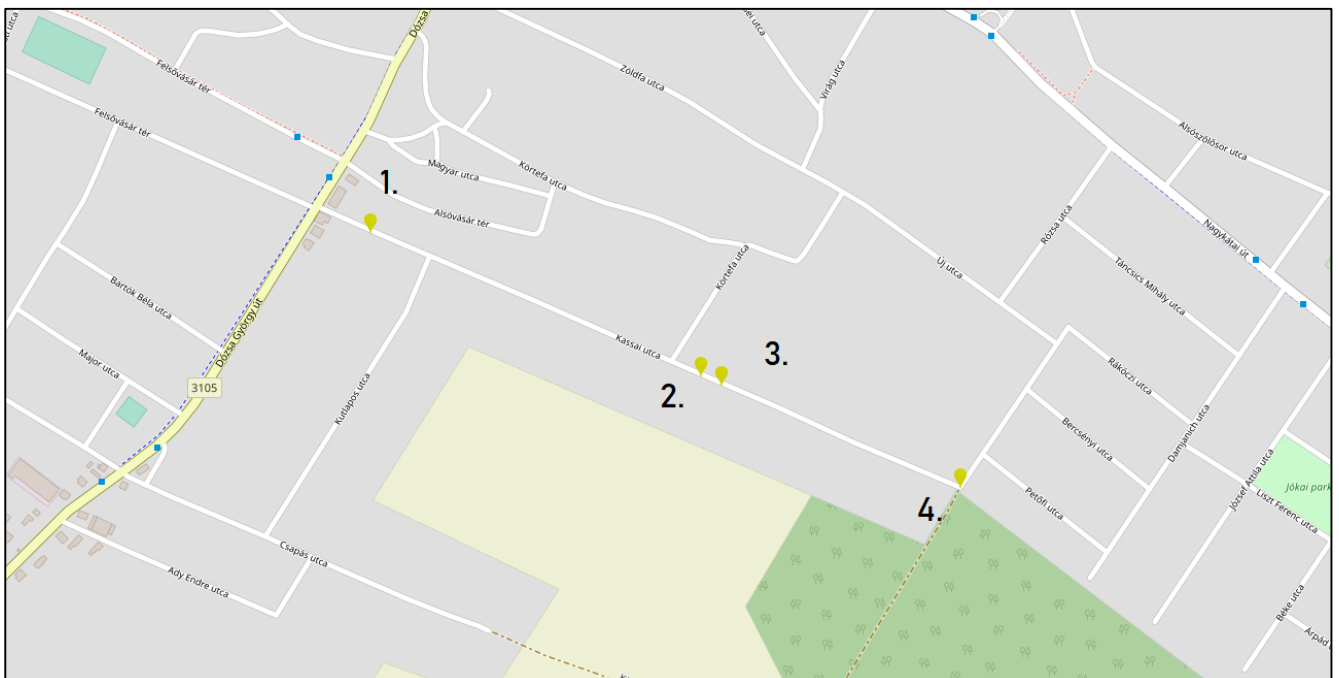 Dózsa
Zöldfa utca
Virág utca
Felsővásár tér
Felsővásár tér
Alsószőlősor utca
1.
Magyar utca
Körtefa utca
Alsóvásár tér
Rózsa utca
Nagykátai út
Körtefa utca
Új utca
Táncsics Mihály utca
Bartók Béla utca
Dózsa György út
Kassai utca
3.
Major utca
3105
Kutlapos utca
2.
Rákóczi utca
Bercsényi utca
Damjanich utca
Petőfi utca
József Attila utca
Jókai park
Liszt Ferenc utca
4.
Csapás utca
Ady Endre utca
Béke utca
Árpád